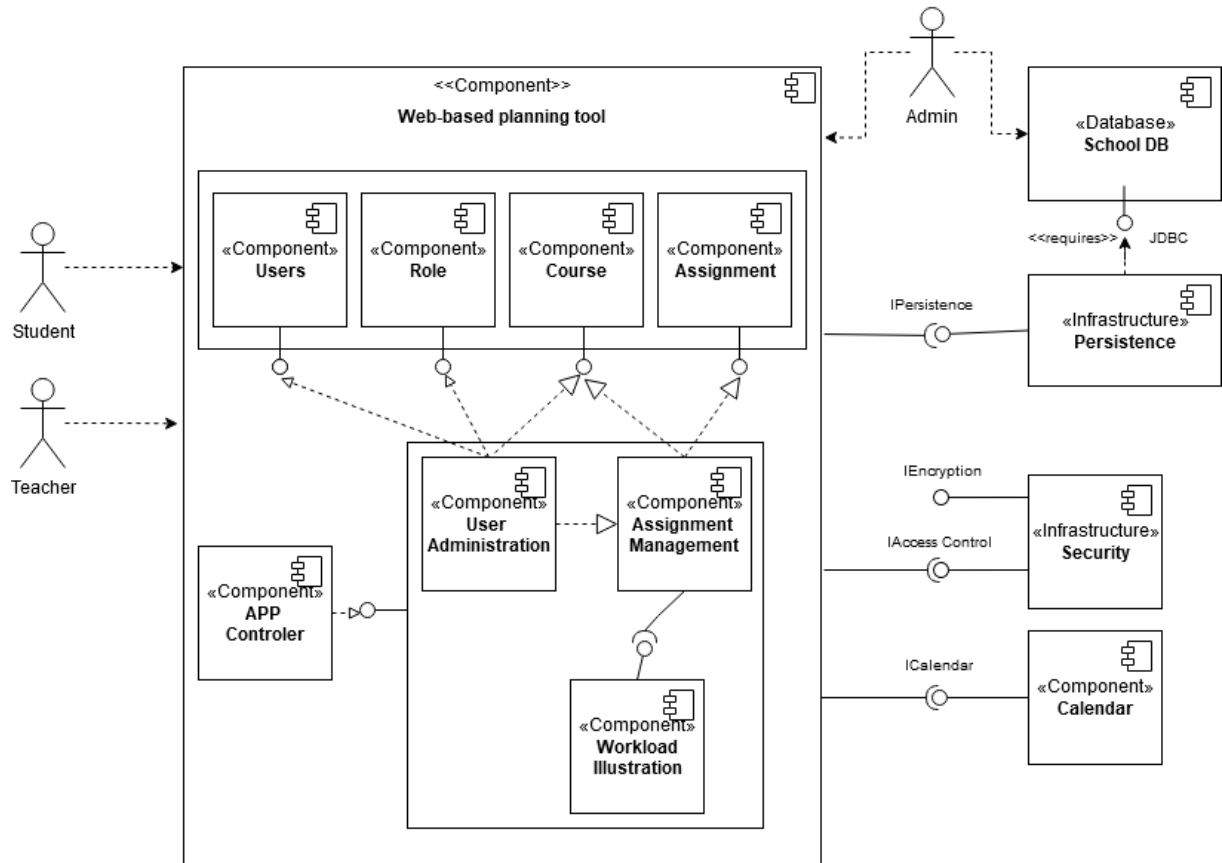 <<Component>>
Web-based planning tool
Admin
«Database»
School DB
«Component»
Users
«Component»
Role
«Component»
Course
«Component»
Assignment
<<requires>>
JDBC
Student
IPersistence
«Infrastructure»
Persistence
Teacher
«Component»
User
Administration
«Component»
Assignment
Management
IEncryption
IAccess Control
«Infrastructure»
Security
«Component»
APP
Controler
ICalendar
«Component»
Calendar
«Component»
Workload
Illustration